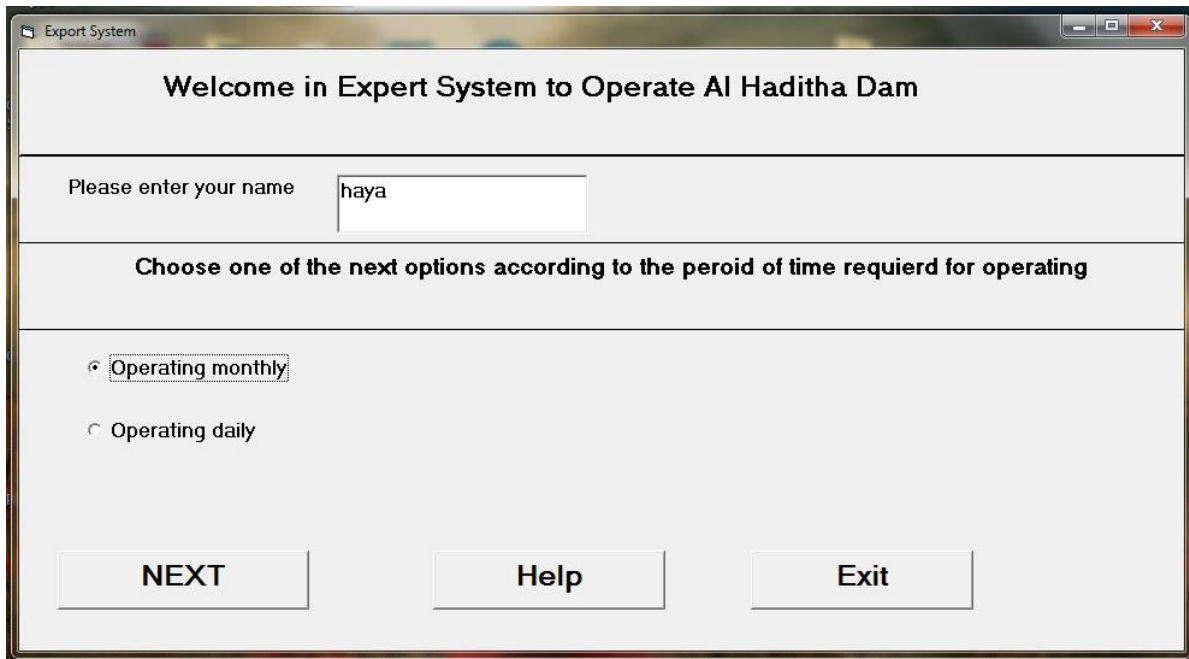 Export System
Welcome in Expert System to Operate Al Haditha Dam
Please enter your name
haya
Choose one of the next options according to the peroid of time requierd for operating
Operating monthly
Operating daily
NEXT
Help
Exit